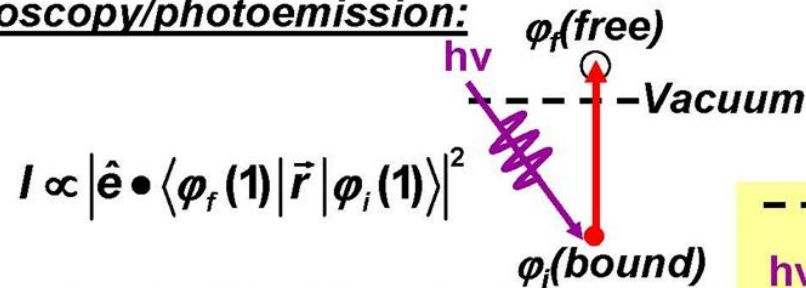 oscopy/photoemission:
φf(free)
hν
Vacuum
I ∝ |ê • ⟨φf(1)|r⃗|φi(1)⟩|²
φi(bound)
hν